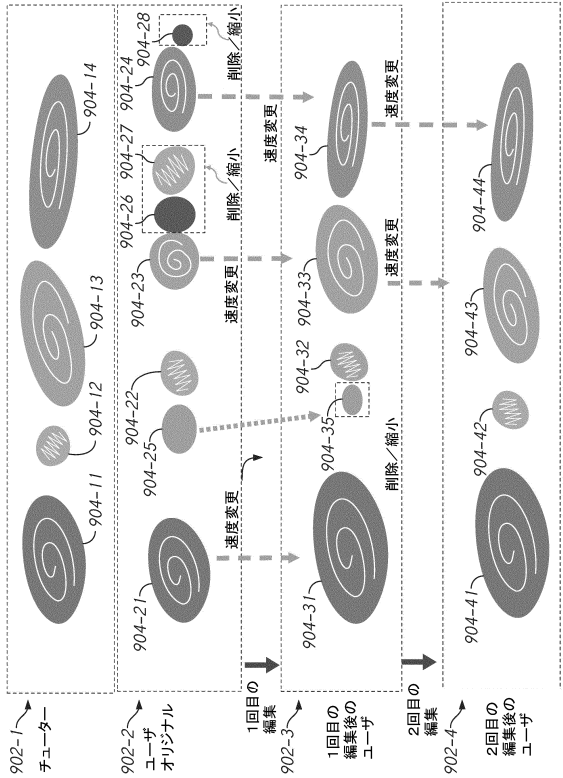 902-1
チューター
904-11
904-12
904-13
904-14
902-2
ユーザ
オリジナル
904-21
904-25
904-22
904-23
904-26
904-27
904-24
904-28
削除／縮小
削除／縮小
1回目の
編集
速度変更
速度変更
速度変更
902-3
1回目の
編集後の
ユーザ
904-31
904-35
904-32
904-33
904-34
削除／縮小
2回目の
編集
速度変更
速度変更
902-4
2回目の
編集後の
ユーザ
904-41
904-42
904-43
904-44